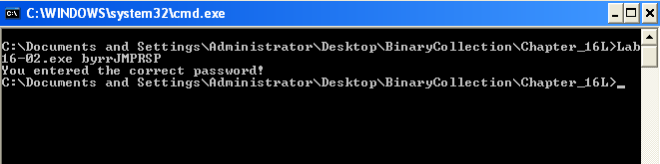 C:\WINDOWS\system32\cmd.exe
C:\Documents and Settings\Administrator\Desktop\BinaryCollection\Chapter_16L>Lab
16-02.exe byrrJMPRSP
You entered the correct password!
C:\Documents and Settings\Administrator\Desktop\BinaryCollection\Chapter_16L>_